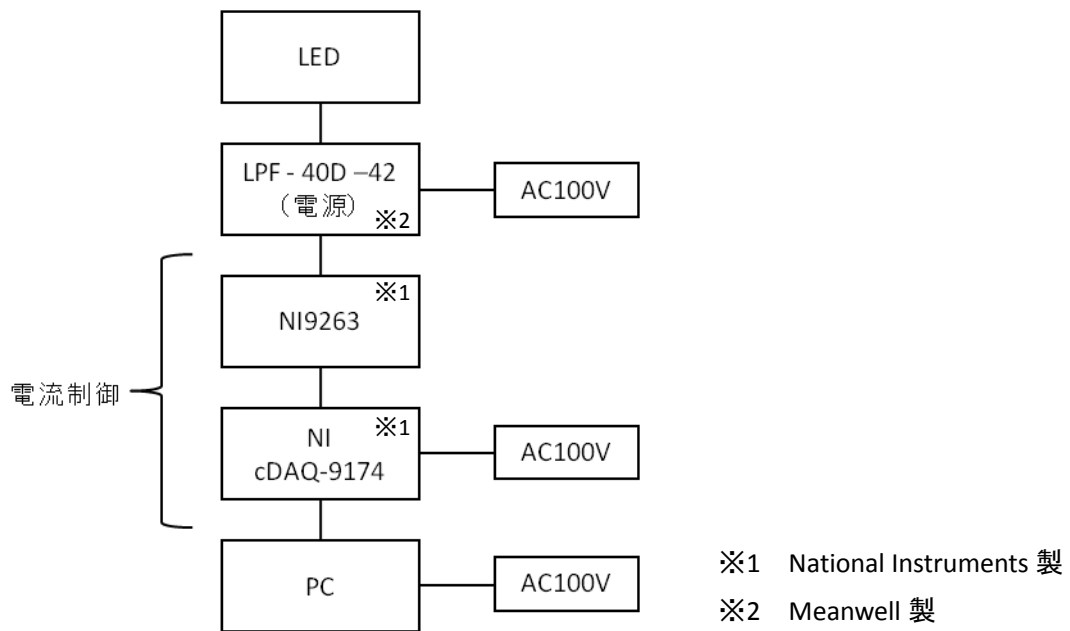 LED
LPF - 40D –42
（電源）
※2
AC100V
※1
NI9263
電流制御
NI
※1
cDAQ-9174
AC100V
PC
AC100V
※1 National Instruments 製
※2 Meanwell 製